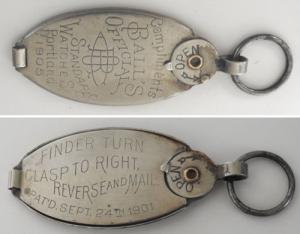 Compliments
BALL'S
OFFICIAL
STANDARD
WATCHES
Portland
1905
OPEN
FINDER TURN
CLASP TO RIGHT,
REVERSE AND MAIL.
PAT'D. SEPT. 24TH 1901
OPEN